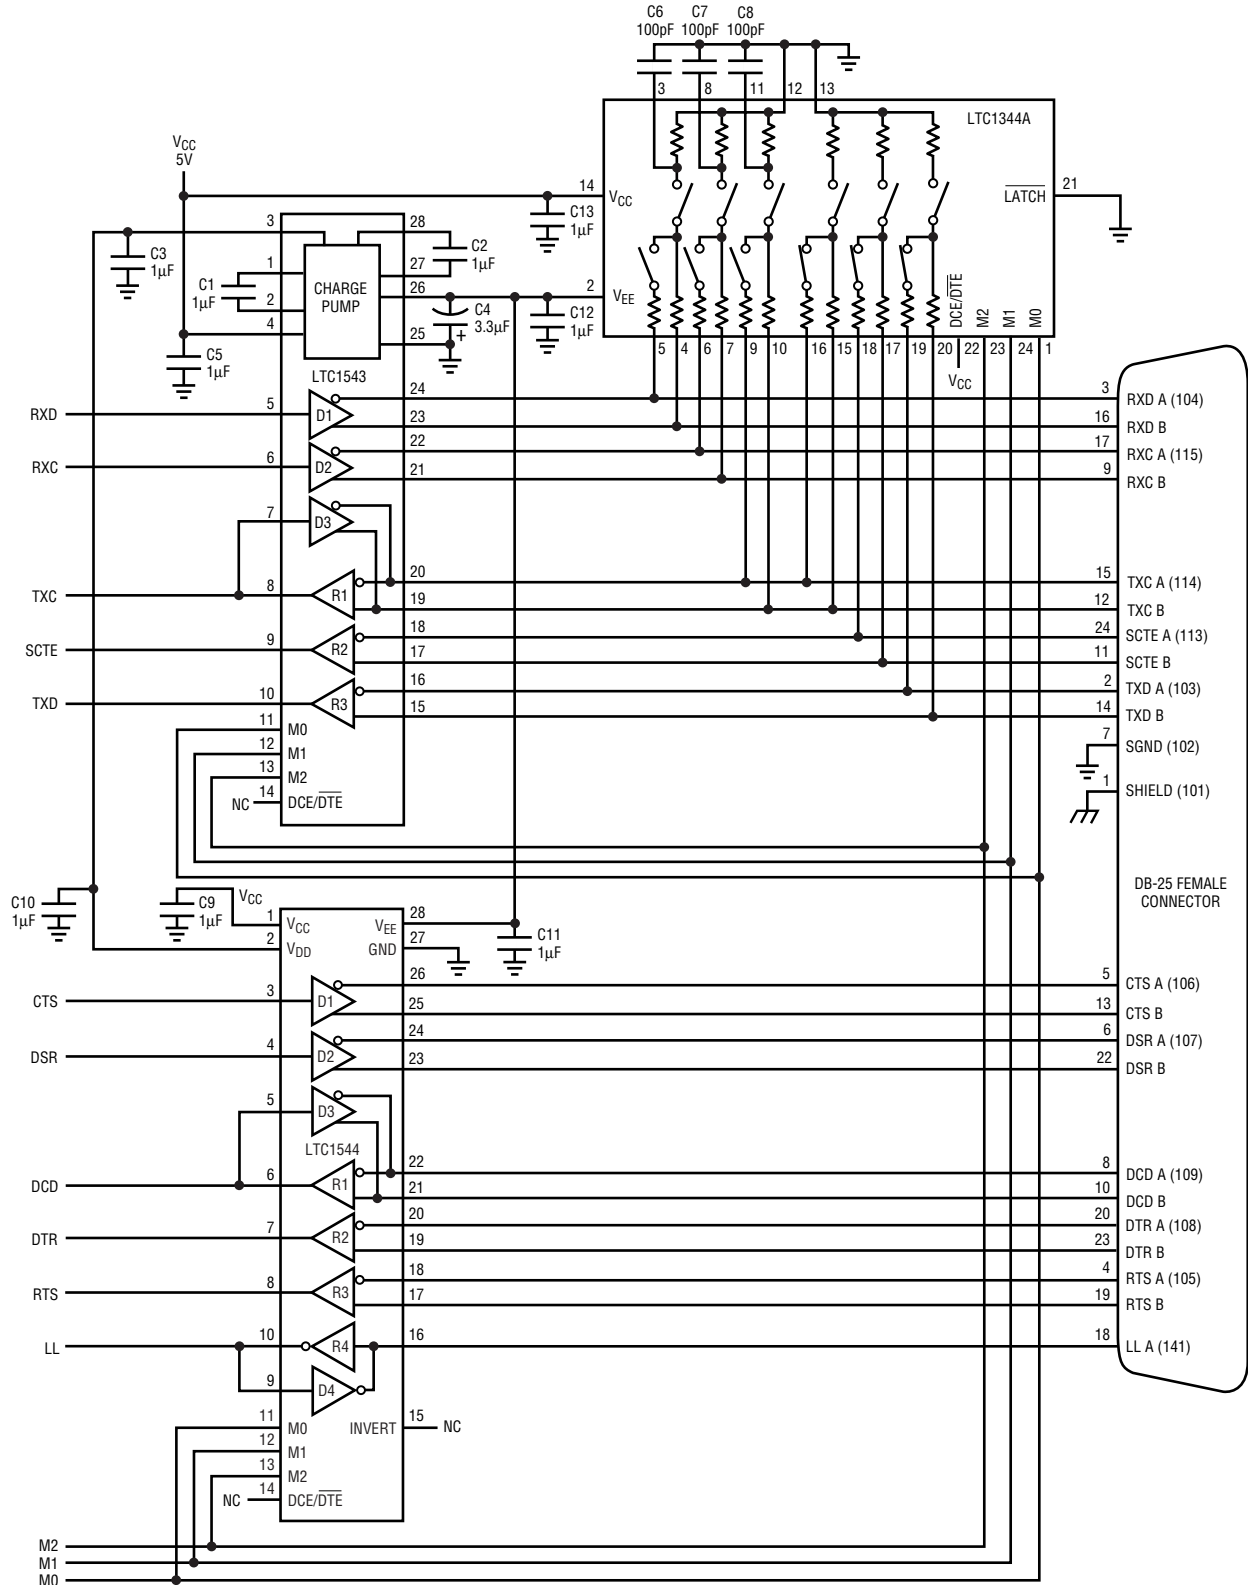 C6 C7 C8
100pF 100pF 100pF
3 8 11 12 13
LTC1344A
VCC
5V
14
VCC
21
LATCH
C13
1µF
3
28
C3
1µF
C2
1µF
1
27
C1
1µF
CHARGE
PUMP
26
2
VEE
2
C4
3.3µF
+
C12
1µF
4
25
DCE/DTE
M2
M1
M0
C5
1µF
5 4 6 7 9 10 16 15 18 17 19 20 22 23 24 1
VCC
LTC1543
RXD 5 D1 24 3 RXD A (104)
23 16 RXD B
RXC 6 D2 22 17 RXC A (115)
21 9 RXC B
7 D3
TXC 8 R1 20 15 TXC A (114)
19 12 TXC B
SCTE 9 R2 18 24 SCTE A (113)
17 11 SCTE B
TXD 10 R3 16 2 TXD A (103)
15 14 TXD B
11 M0
7 SGND (102)
12 M1
13 M2
1 SHIELD (101)
NC 14 DCE/DTE
DB-25 FEMALE
CONNECTOR
C10
1µF
C9
1µF
VCC
1 VCC VEE 28
2 VDD GND 27
C11
1µF
CTS 3 D1 26 5 CTS A (106)
25 13 CTS B
DSR 4 D2 24 6 DSR A (107)
23 22 DSR B
5 D3
LTC1544
DCD 6 R1 22 8 DCD A (109)
21 10 DCD B
DTR 7 R2 20 20 DTR A (108)
19 23 DTR B
RTS 8 R3 18 4 RTS A (105)
17 19 RTS B
LL 10 R4 16 18 LL A (141)
9 D4
11 M0 INVERT 15 NC
12 M1
13 M2
NC 14 DCE/DTE
M2
M1
M0